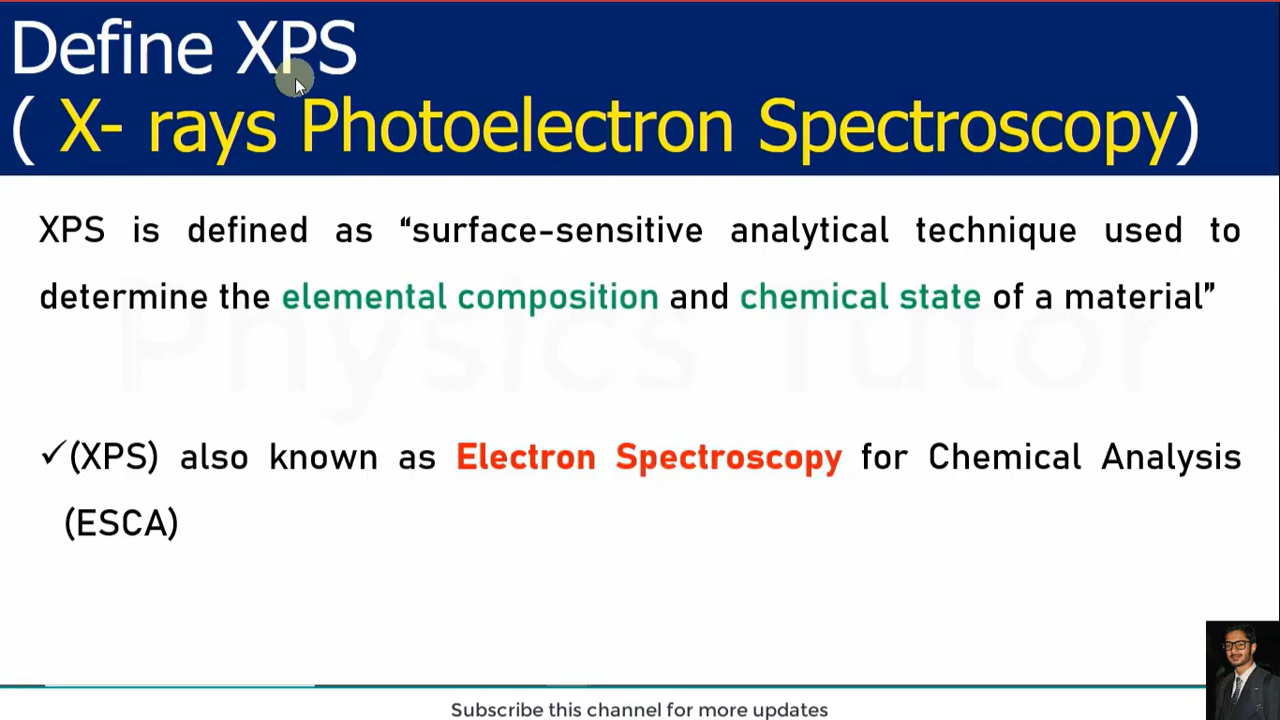 Define XPS
( X- rays Photoelectron Spectroscopy)
XPS is defined as “surface-sensitive analytical technique used to
determine the elemental composition and chemical state of a material”
Physics Tutor
✓(XPS) also known as Electron Spectroscopy for Chemical Analysis
(ESCA)
Subscribe this channel for more updates